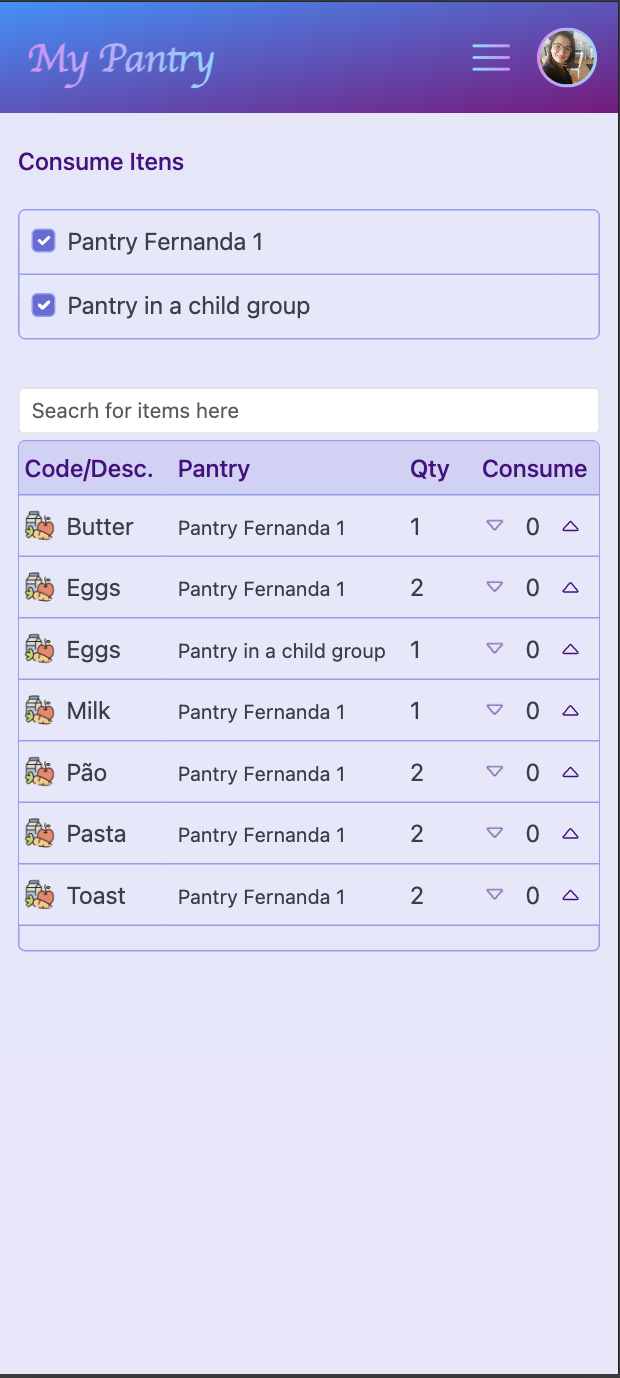 My Pantry
Consume Itens
Pantry Fernanda 1
Pantry in a child group
Seacrh for items here
Code/Desc. Pantry Qty Consume
Butter Pantry Fernanda 1 1 0
Eggs Pantry Fernanda 1 2 0
Eggs Pantry in a child group 1 0
Milk Pantry Fernanda 1 1 0
Pão Pantry Fernanda 1 2 0
Pasta Pantry Fernanda 1 2 0
Toast Pantry Fernanda 1 2 0